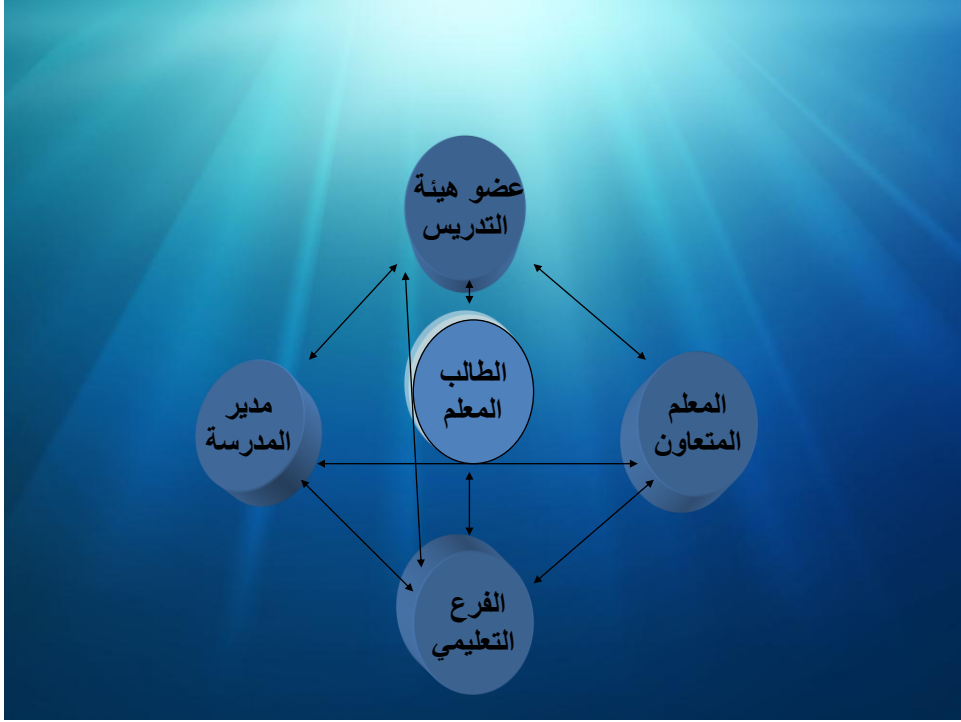 عضو هيئة
التدريس
الطالب
المعلم
المعلم
المتعاون
مدير
المدرسة
الفرع
التعليمي